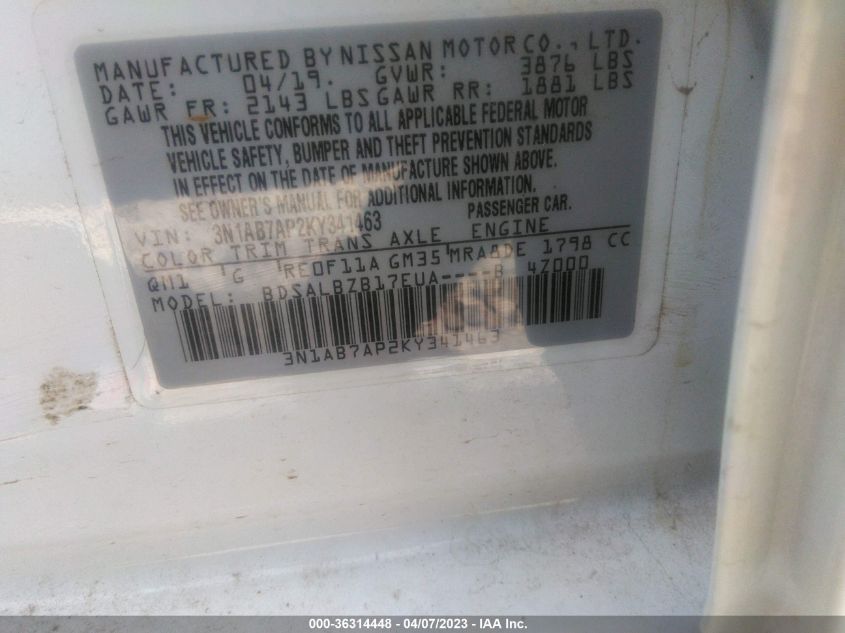 MANUFACTURED BY NISSAN MOTOR CO., LTD.
DATE: 04/19. GVWR: 3876 LBS
GAWR FR: 2143 LBS GAWR RR: 1881 LBS
THIS VEHICLE CONFORMS TO ALL APPLICABLE FEDERAL MOTOR
VEHICLE SAFETY, BUMPER AND THEFT PREVENTION STANDARDS
IN EFFECT ON THE DATE OF MANUFACTURE SHOWN ABOVE.
SEE OWNER'S MANUAL FOR ADDITIONAL INFORMATION.
VIN: 3N1AB7AP2KY341463 PASSENGER CAR.
COLOR TRIM TRANS AXLE ENGINE
QM1 'G 'RE0F11A GM35'MRA8DE 1798 CC
MODEL: BDSALBZB17EUA----B 4Z000
3N1AB7AP2KY341463
000-36314448 - 04/07/2023 - IAA Inc.